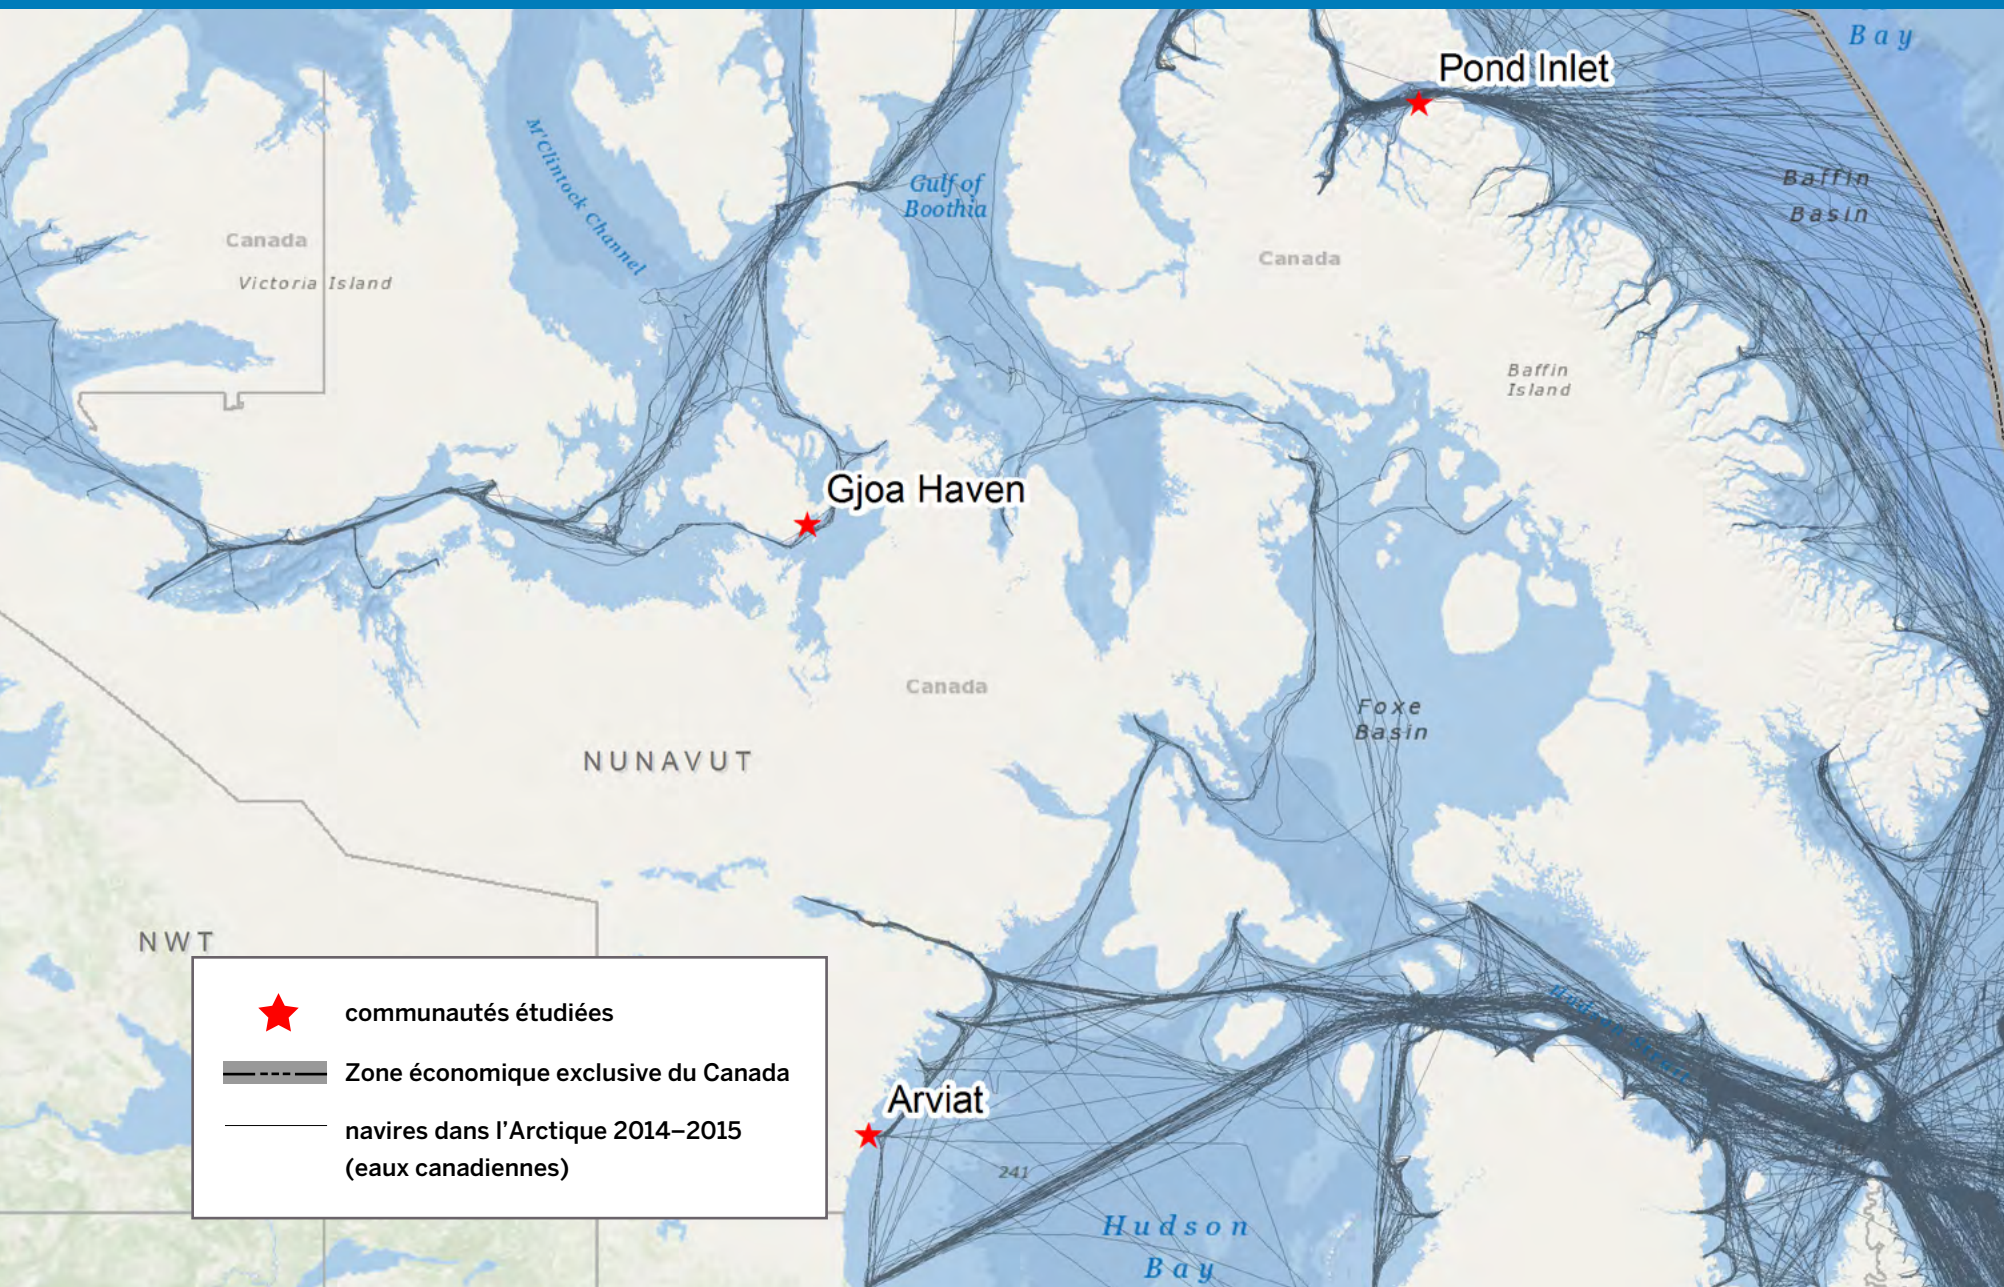 Bay
Pond Inlet
M'Clintock Channel
Gulf of
Boothia
Baffin
Basin
Canada
Victoria Island
Canada
Baffin
Island
Gjoa Haven
Canada
Foxe
Basin
NUNAVUT
NWT
Hudson Strait
communautés étudiées
Zone économique exclusive du Canada
navires dans l'Arctique 2014–2015
(eaux canadiennes)
Arviat
241
Hudson
Bay